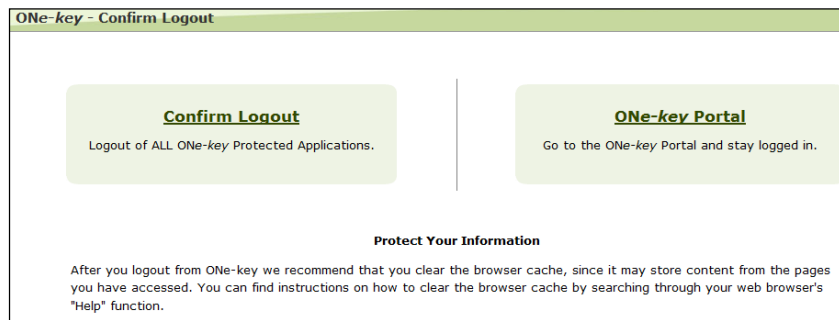 ONe-key - Confirm Logout
Confirm Logout
Logout of ALL ONe-key Protected Applications.
ONe-key Portal
Go to the ONe-key Portal and stay logged in.
Protect Your Information
After you logout from ONe-key we recommend that you clear the browser cache, since it may store content from the pages
you have accessed. You can find instructions on how to clear the browser cache by searching through your web browser's
"Help" function.